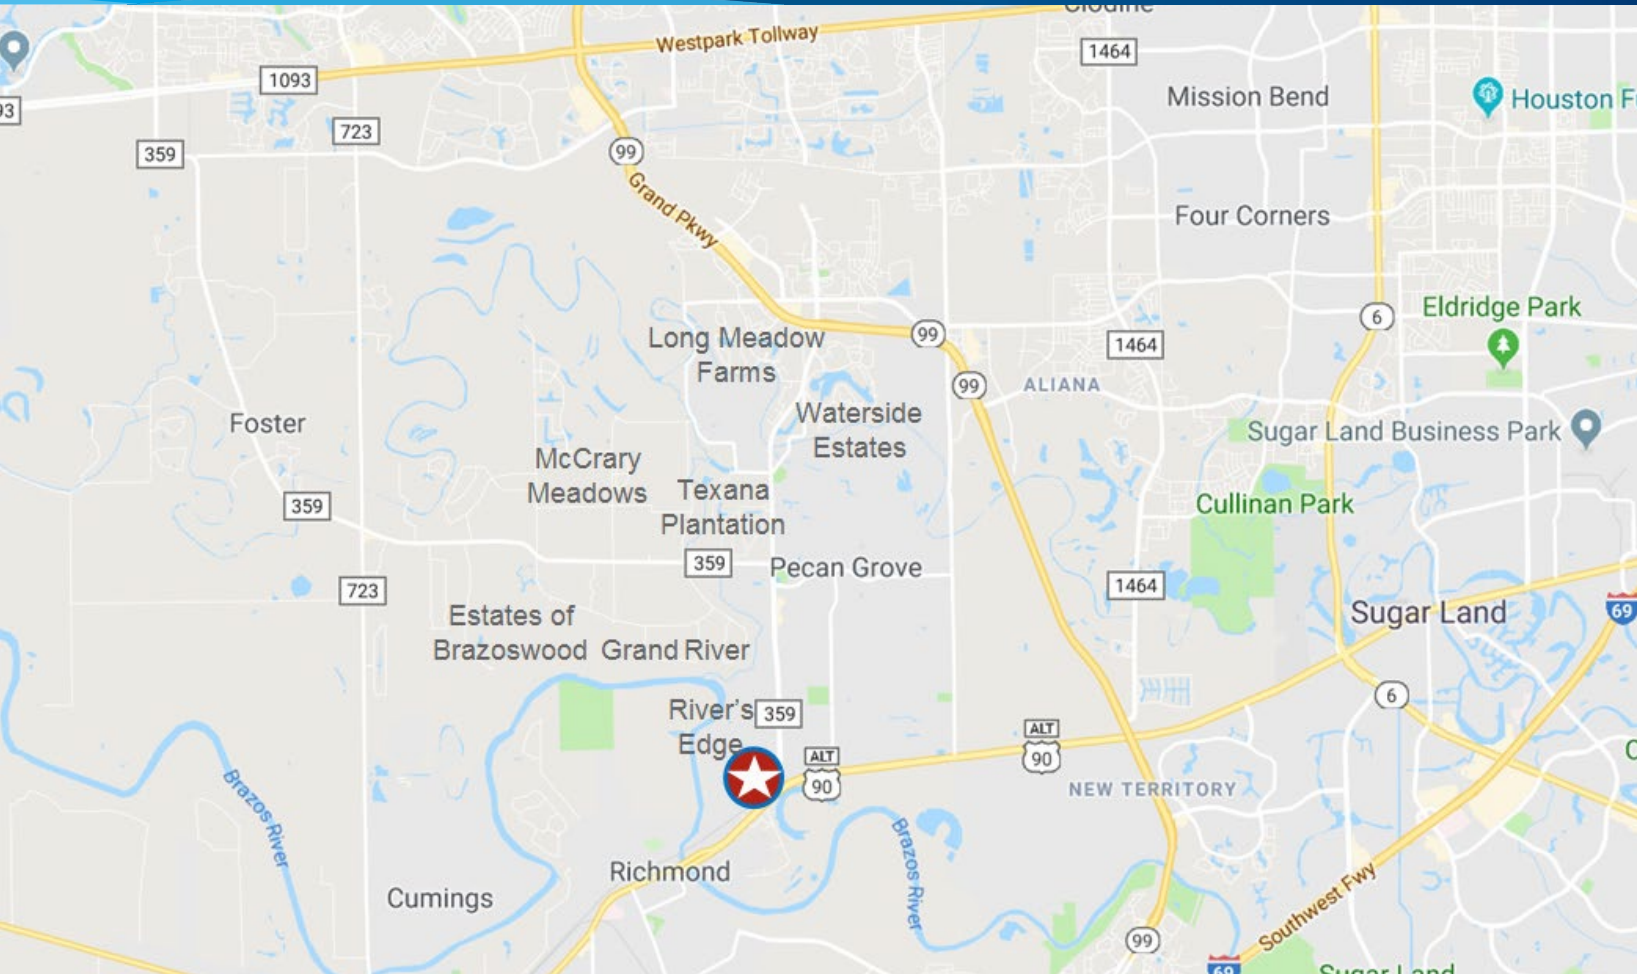 Clodine
Westpark Tollway
1464
1093
Mission Bend
Houston F
93
723
359
99
Grand Pkwy
Four Corners
Eldridge Park
6
Long Meadow
Farms
99
1464
99
ALIANA
Waterside
Estates
Foster
Sugar Land Business Park
McCrary
Meadows
Texana
Plantation
359
Cullinan Park
359
Pecan Grove
723
1464
Estates of
Brazoswood
Grand River
Sugar Land
69
6
River's
Edge
359
ALT
90
ALT
90
NEW TERRITORY
Brazos River
Brazos River
Richmond
Cumings
Southwest Fwy
99
69
Sugar Land